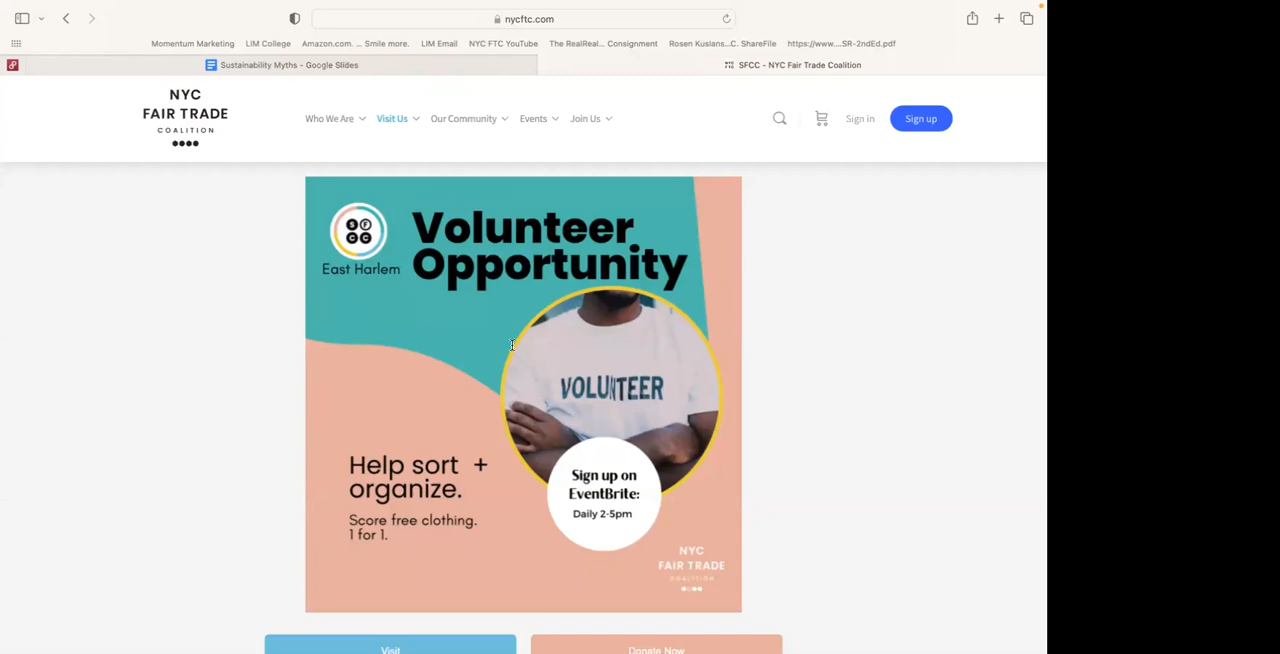 nycftc.com
Momentum Marketing LIM College Amazon.com. … Smile more. LIM Email NYC FTC YouTube The RealReal... Consignment Rosen Kuslans...C. ShareFile https://www....SR-2ndEd.pdf
Sustainability Myths - Google Slides
SFCC - NYC Fair Trade Coalition
NYC
FAIR TRADE
COALITION
Who We Are Visit Us Our Community Events Join Us
Sign in Sign up
SF
CC
East Harlem
Volunteer
Opportunity
VOLUNTEER
Help sort +
organize.
Score free clothing.
1 for 1.
Sign up on
EventBrite:
Daily 2-5pm
NYC
FAIR TRADE
COALITION
Visit
Donate Now